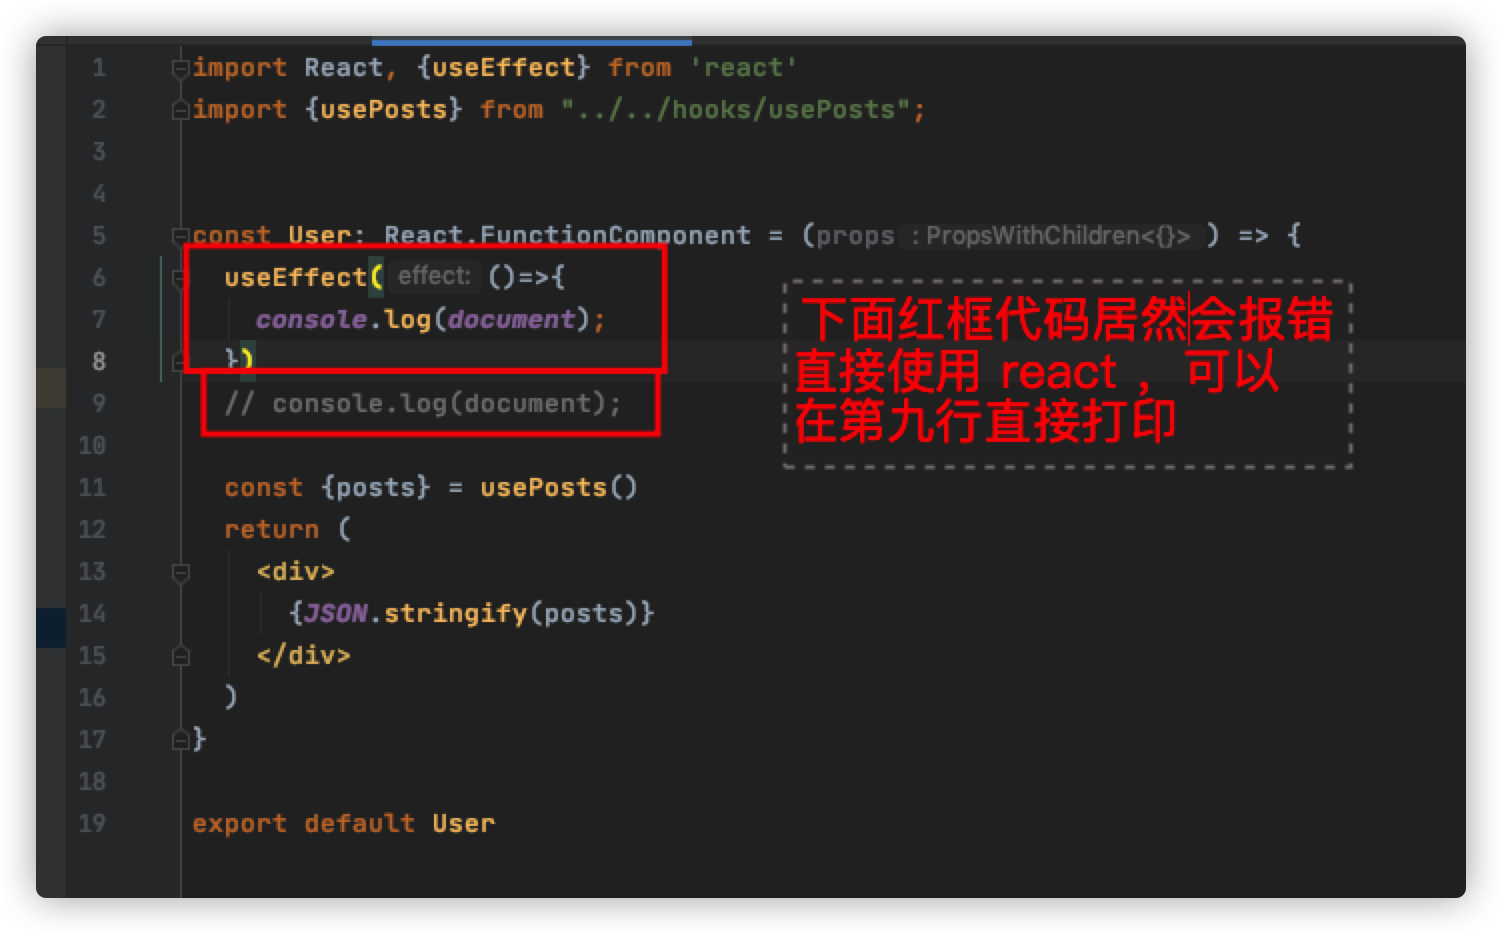 1 import React, {useEffect} from 'react'
2 import {usePosts} from "../../hooks/usePosts";
3
4
5 const User: React.FunctionComponent = (props : PropsWithChildren<{}> ) => {
6 useEffect( effect: ()=>{
7 console.log(document);
8 })
9 // console.log(document);
10
11 const {posts} = usePosts()
12 return (
13 <div>
14 {JSON.stringify(posts)}
15 </div>
16 )
17 }
18
19 export default User
下面红框代码居然会报错
直接使用 react ，可以
在第九行直接打印